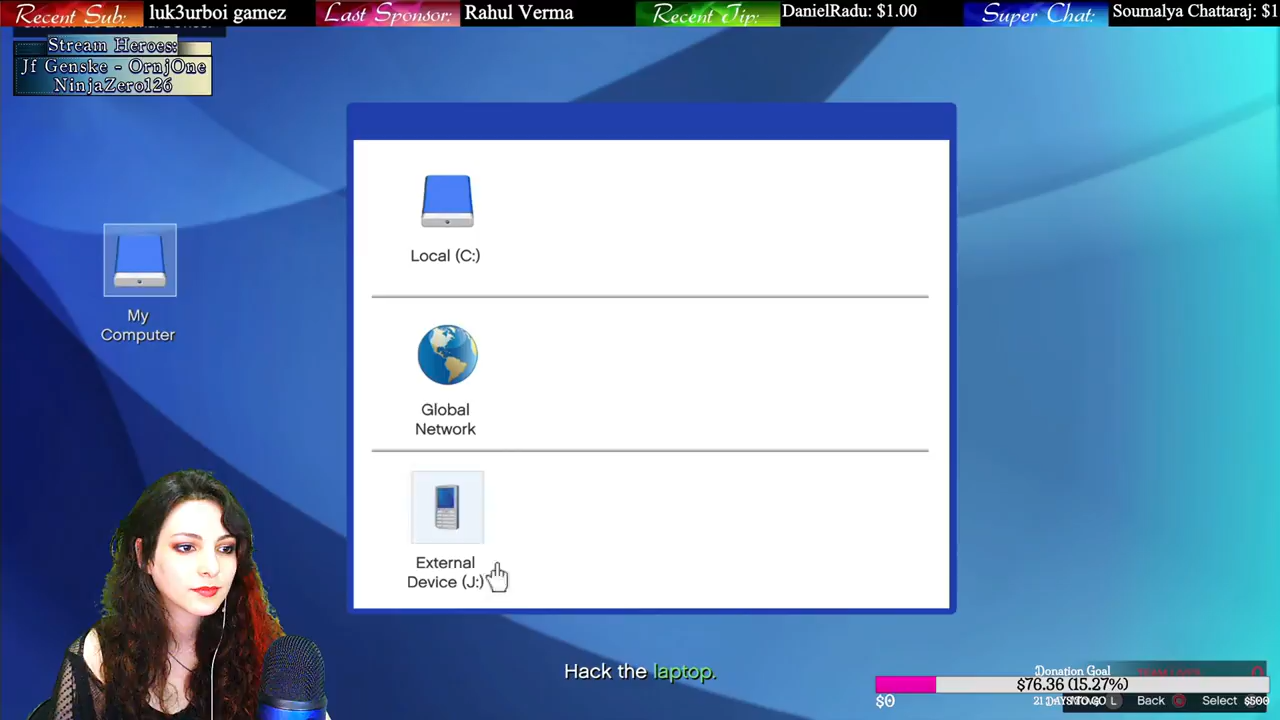 Recent Sub: luk3urboi gamez Last Sponsor: Rahul Verma Recent Tip: DanielRadu: $1.00 Super Chat: Soumalya Chattaraj: $1
Stream Heroes:
Jf Genske - OrnjOne
NinjaZero126
Local (C:)
My
Computer
Global
Network
External
Device (J:)
Hack the laptop.
Donation Goal
$76.36 (15.27%)
$0
Back
Select
$500